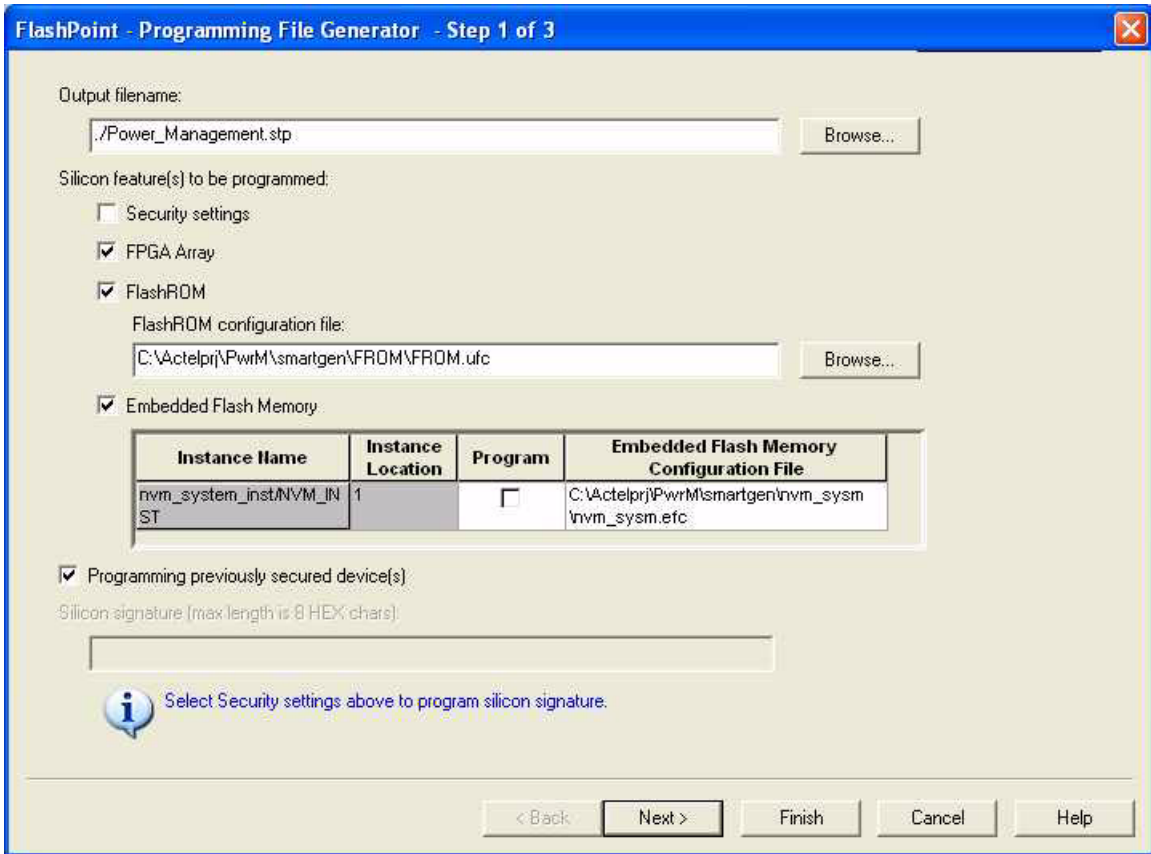 FlashPoint - Programming File Generator - Step 1 of 3
Output filename:
./Power_Management.stp
Browse...
Silicon feature(s) to be programmed:
Security settings
FPGA Array
FlashROM
FlashROM configuration file:
C:\Actelprj\PwrM\smartgen\FROM\FROM.ufc
Browse...
Embedded Flash Memory
Instance Name
Instance
Location
Program
Embedded Flash Memory
Configuration File
nvm_system_inst/NVM_IN
ST
1
C:\Actelprj\PwrM\smartgen\nvm_sysm
\nvm_sysm.efc
Programming previously secured device(s)
Silicon signature (max length is 8 HEX chars):
Select Security settings above to program silicon signature.
< Back
Next >
Finish
Cancel
Help